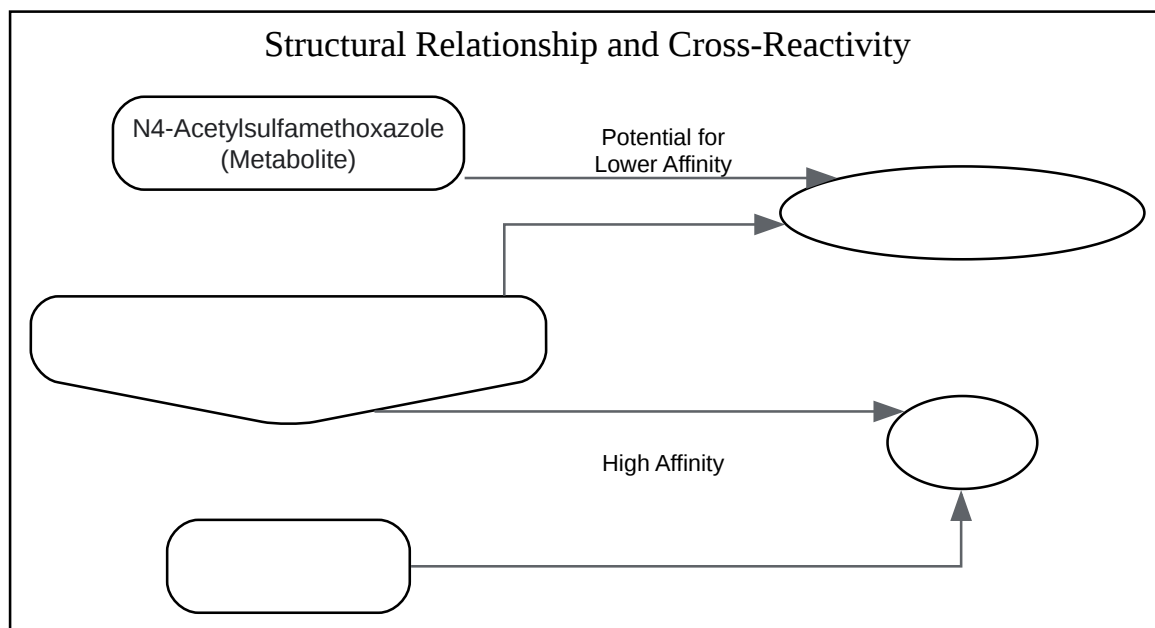 Structural Relationship and Cross-Reactivity
N4-Acetylsulfamethoxazole
(Metabolite)
Potential for
Lower Affinity
High Affinity